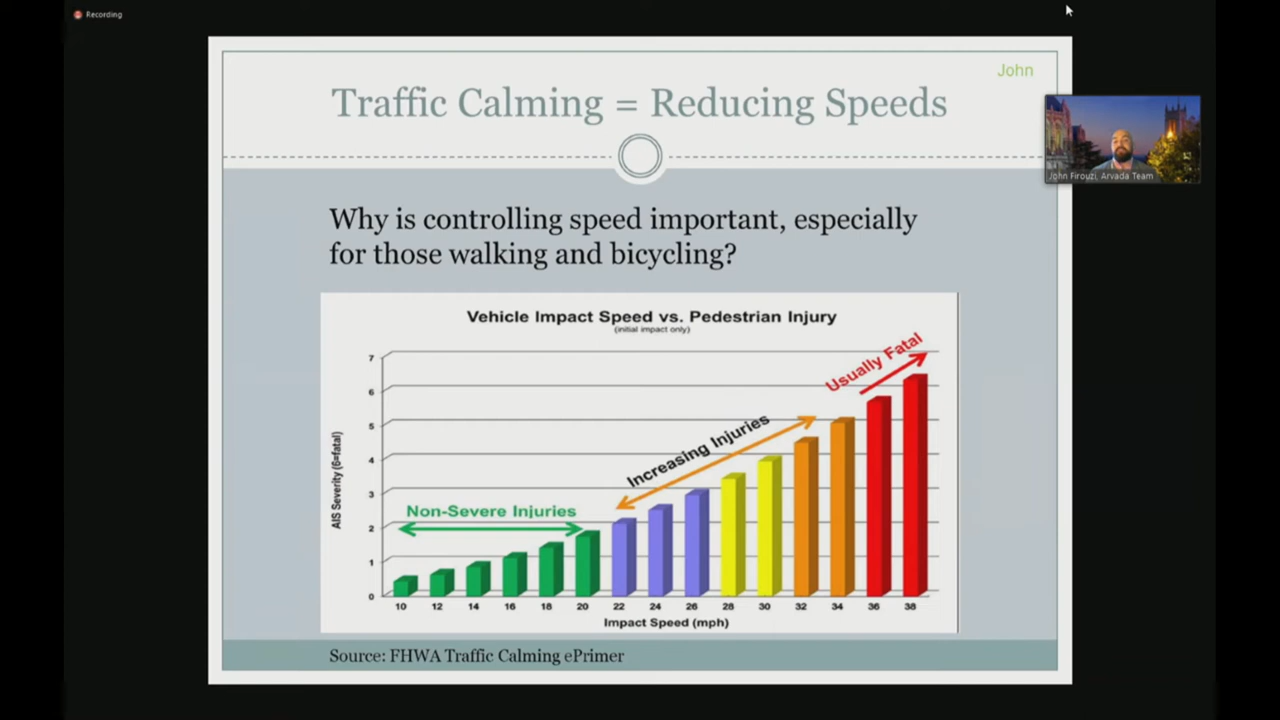 Recording
John
Traffic Calming = Reducing Speeds
John Firouzi, Arvada Team
Why is controlling speed important, especially
for those walking and bicycling?
Vehicle Impact Speed vs. Pedestrian Injury
(initial impact only)
Usually Fatal
Increasing Injuries
Non-Severe Injuries
AIS Severity (6=fatal)
7
6
5
4
3
2
1
0
10 12 14 16 18 20 22 24 26 28 30 32 34 36 38
Impact Speed (mph)
Source: FHWA Traffic Calming ePrimer